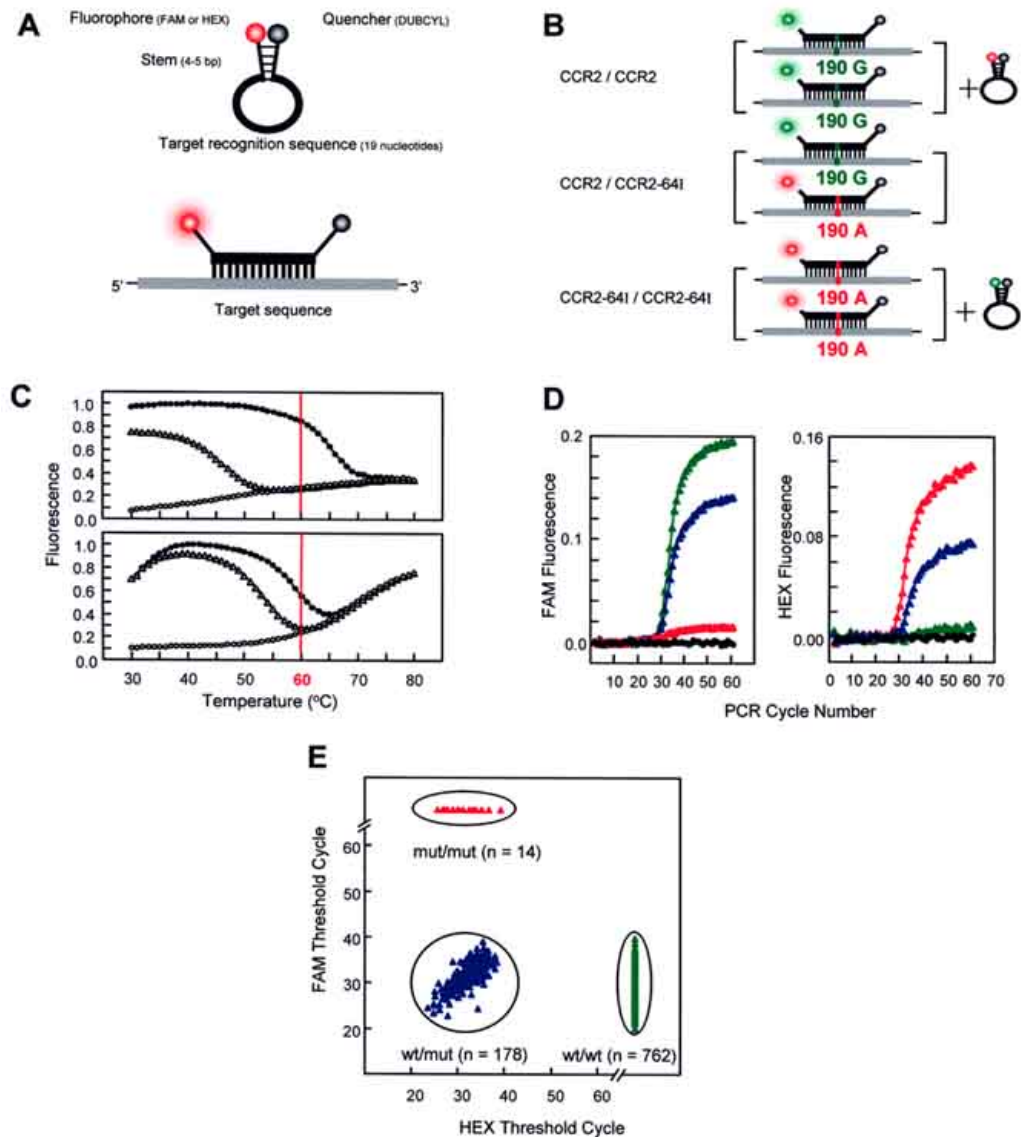 A
Fluorophore (FAM or HEX)
Quencher (DUBCYL)
Stem (4-5 bp)
Target recognition sequence (19 nucleotides)
5'
3'
Target sequence
B
CCR2 / CCR2
190 G
190 G
+
CCR2 / CCR2-64I
190 G
190 A
CCR2-64I / CCR2-64I
190 A
190 A
+
C
Fluorescence
1.0
0.8
0.6
0.4
0.2
0.0
1.0
0.8
0.6
0.4
0.2
0.0
30 40 50 60 70 80
Temperature (°C)
D
FAM Fluorescence
0.2
0.1
0.0
10 20 30 40 50 60
HEX Fluorescence
0.16
0.08
0.00
0 10 20 30 40 50 60 70
PCR Cycle Number
E
FAM Threshold Cycle
60
50
40
30
20
mut/mut (n = 14)
wt/mut (n = 178)
wt/wt (n = 762)
20 30 40 50 60
HEX Threshold Cycle